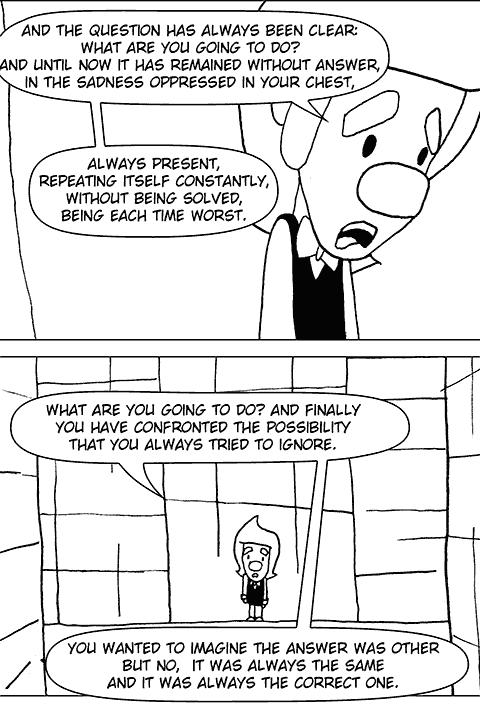 AND THE QUESTION HAS ALWAYS BEEN CLEAR:
WHAT ARE YOU GOING TO DO?
AND UNTIL NOW IT HAS REMAINED WITHOUT ANSWER,
IN THE SADNESS OPPRESSED IN YOUR CHEST,
ALWAYS PRESENT,
REPEATING ITSELF CONSTANTLY,
WITHOUT BEING SOLVED,
BEING EACH TIME WORST.
WHAT ARE YOU GOING TO DO? AND FINALLY
YOU HAVE CONFRONTED THE POSSIBILITY
THAT YOU ALWAYS TRIED TO IGNORE.
YOU WANTED TO IMAGINE THE ANSWER WAS OTHER
BUT NO, IT WAS ALWAYS THE SAME
AND IT WAS ALWAYS THE CORRECT ONE.